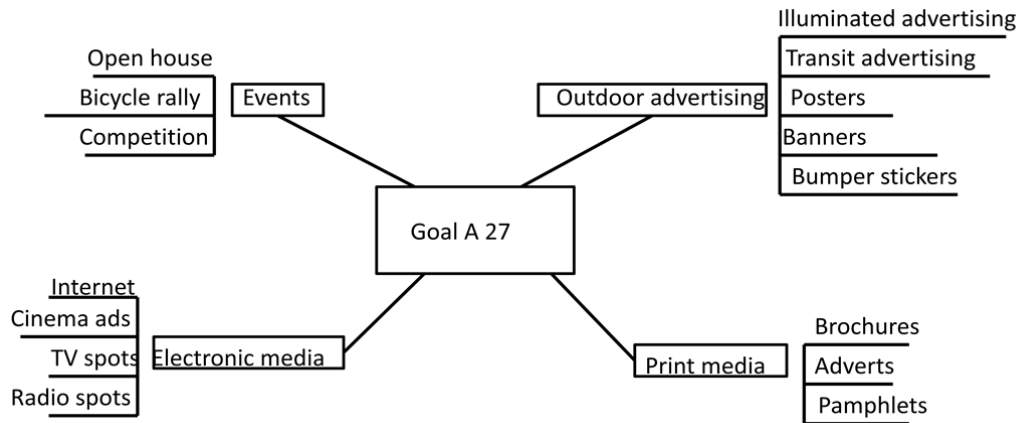 Illuminated advertising
Open house
Transit advertising
Bicycle rally
Events
Outdoor advertising
Posters
Competition
Banners
Bumper stickers
Goal A 27
Internet
Cinema ads
Brochures
TV spots
Electronic media
Print media
Adverts
Radio spots
Pamphlets